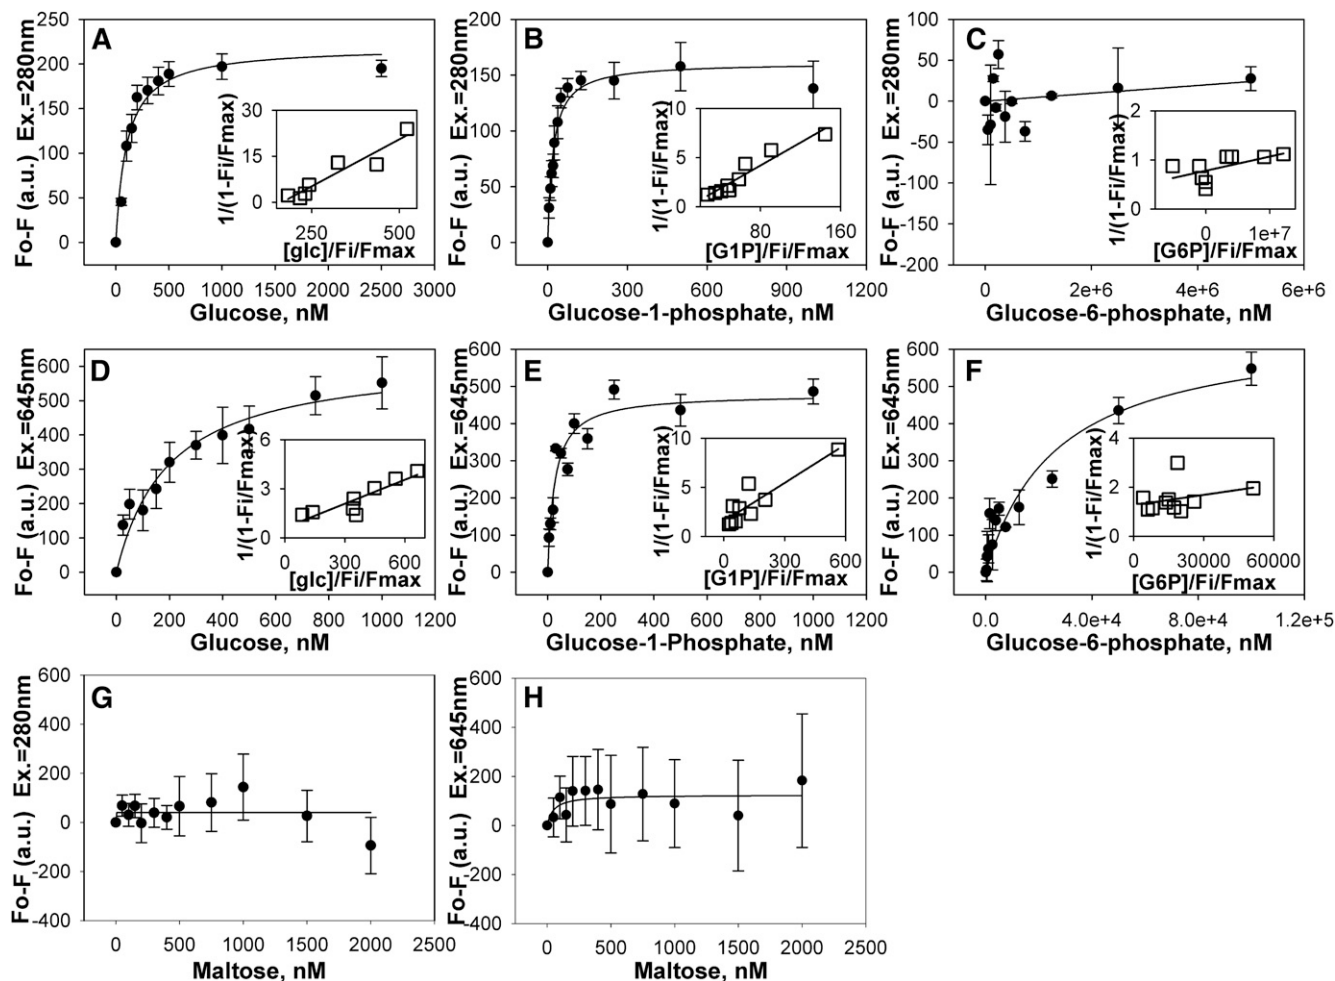 A
Fo-F (a.u.) Ex.=280nm
250
200
150
100
50
0
1/(1-Fi/Fmax)
30
15
0
250 500
[glc]/Fi/Fmax
0 500 1000 1500 2000 2500 3000
Glucose, nM
B
Fo-F (a.u.) Ex.=280nm
200
150
100
50
0
1/(1-Fi/Fmax)
10
5
0
80 160
[G1P]/Fi/Fmax
0 300 600 900 1200
Glucose-1-phosphate, nM
C
Fo-F (a.u.) Ex.=280nm
100
50
0
-50
-100
-200
1/(1-Fi/Fmax)
2
1
0
0 1e+7
[G6P]/Fi/Fmax
0 2e+6 4e+6 6e+6
Glucose-6-phosphate, nM
D
Fo-F (a.u.) Ex.=645nm
600
500
400
300
200
100
0
1/(1-Fi/Fmax)
6
3
0
0 300 600
[glc]/Fi/Fmax
0 200 400 600 800 1000 1200
Glucose, nM
E
Fo-F (a.u.) Ex.=645nm
600
500
400
300
200
100
0
1/(1-Fi/Fmax)
10
5
0
0 300 600
[G1P]/Fi/Fmax
0 200 400 600 800 1000 1200
Glucose-1-Phosphate, nM
F
Fo-F (a.u.) Ex.=645nm
600
500
400
300
200
100
0
1/(1-Fi/Fmax)
4
2
0
0 30000 60000
[G6P]/Fi/Fmax
0 4.0e+4 8.0e+4 1.2e+5
Glucose-6-phosphate, nM
G
Fo-F (a.u.) Ex.=280nm
600
400
200
0
-200
-400
0 500 1000 1500 2000 2500
Maltose, nM
H
Fo-F (a.u.) Ex.=645nm
600
400
200
0
-200
-400
0 500 1000 1500 2000 2500
Maltose, nM